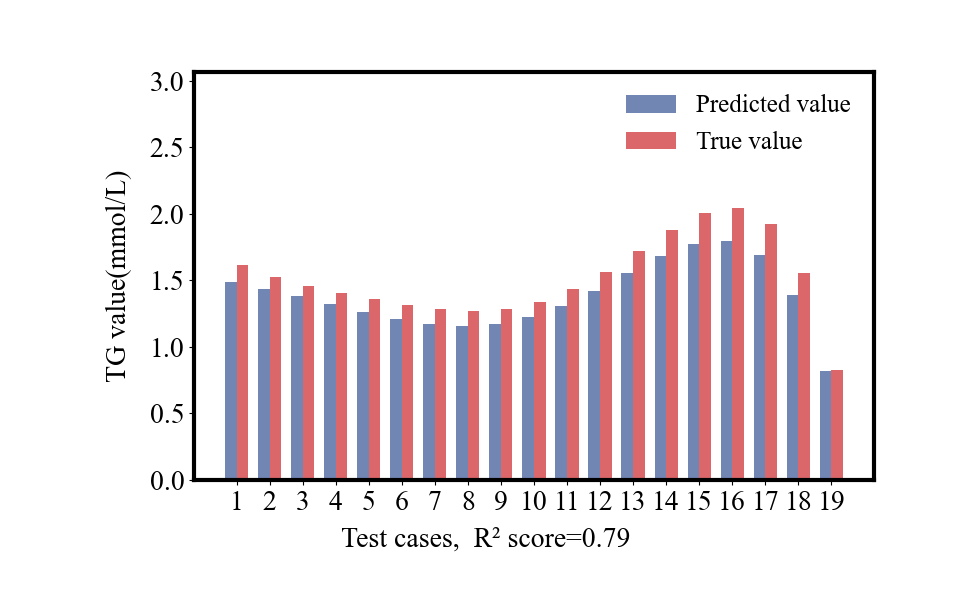 3.0
2.5
2.0
1.5
1.0
0.5
0.0
TG value(mmol/L)
Predicted value
True value
1 2 3 4 5 6 7 8 9 10 11 12 13 14 15 16 17 18 19
Test cases,  R² score=0.79